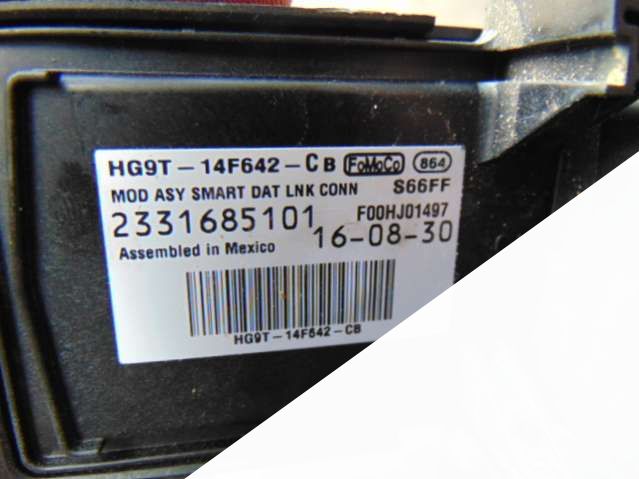 HG9T-14F642-CB FoMoCo 864
MOD ASY SMART DAT LNK CONN S66FF
2331685101 F00HJ01497
Assembled in Mexico 16-08-30
HG9T-14F642-CB